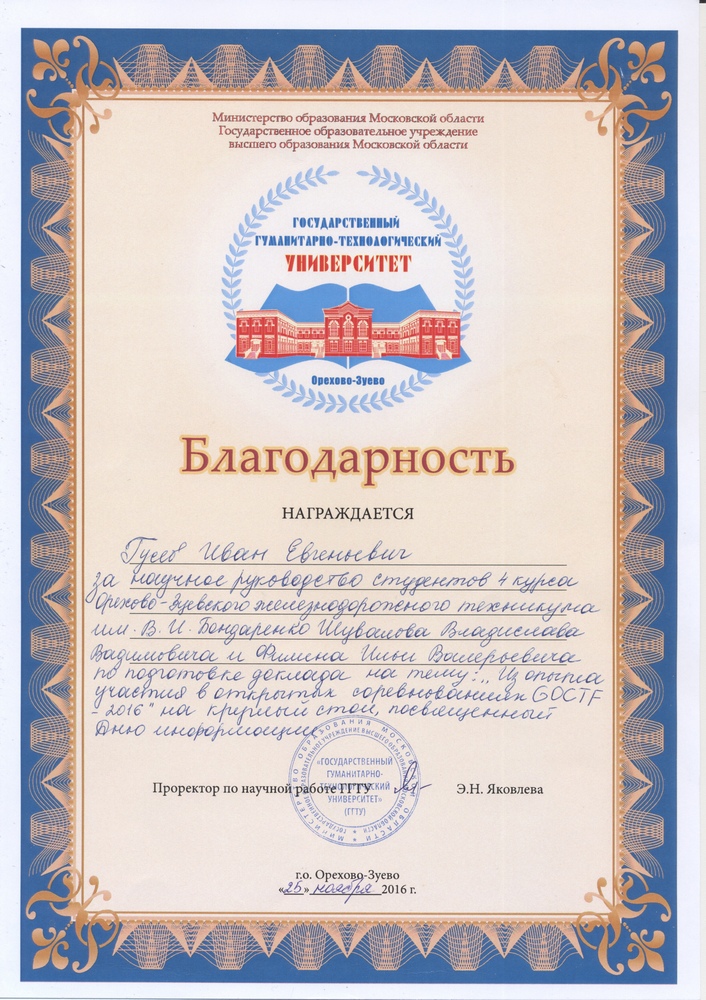 Министерство образования Московской области
Государственное образовательное учреждение
высшего образования Московской области
ГОСУДАРСТВЕННЫЙ
ГУМАНИТАРНО-ТЕХНОЛОГИЧЕСКИЙ
УНИВЕРСИТЕТ
Орехово-Зуево
Благодарность
НАГРАЖДАЕТСЯ
Гусев Иван Евгеньевич
за научное руководство студентов 4 курса
Орехово-Зуевского железнодорожного техникума
им. В. И. Бондаренко Шувалова Владислава
Вадимовича и Филина Ильи Валерьевича
по подготовке доклада на тему: „Из опыта
участия в открытых соревнованиях GOCTF
- 2016" на круглый стол, посвященный
Дню информации
«ГОСУДАРСТВЕННЫЙ
ГУМАНИТАРНО-
ТЕХНОЛОГИЧЕСКИЙ
УНИВЕРСИТЕТ»
(ГГТУ)
Проректор по научной работе ГГТУ Э.Н. Яковлева
г.о. Орехово-Зуево
«25» ноября 2016 г.